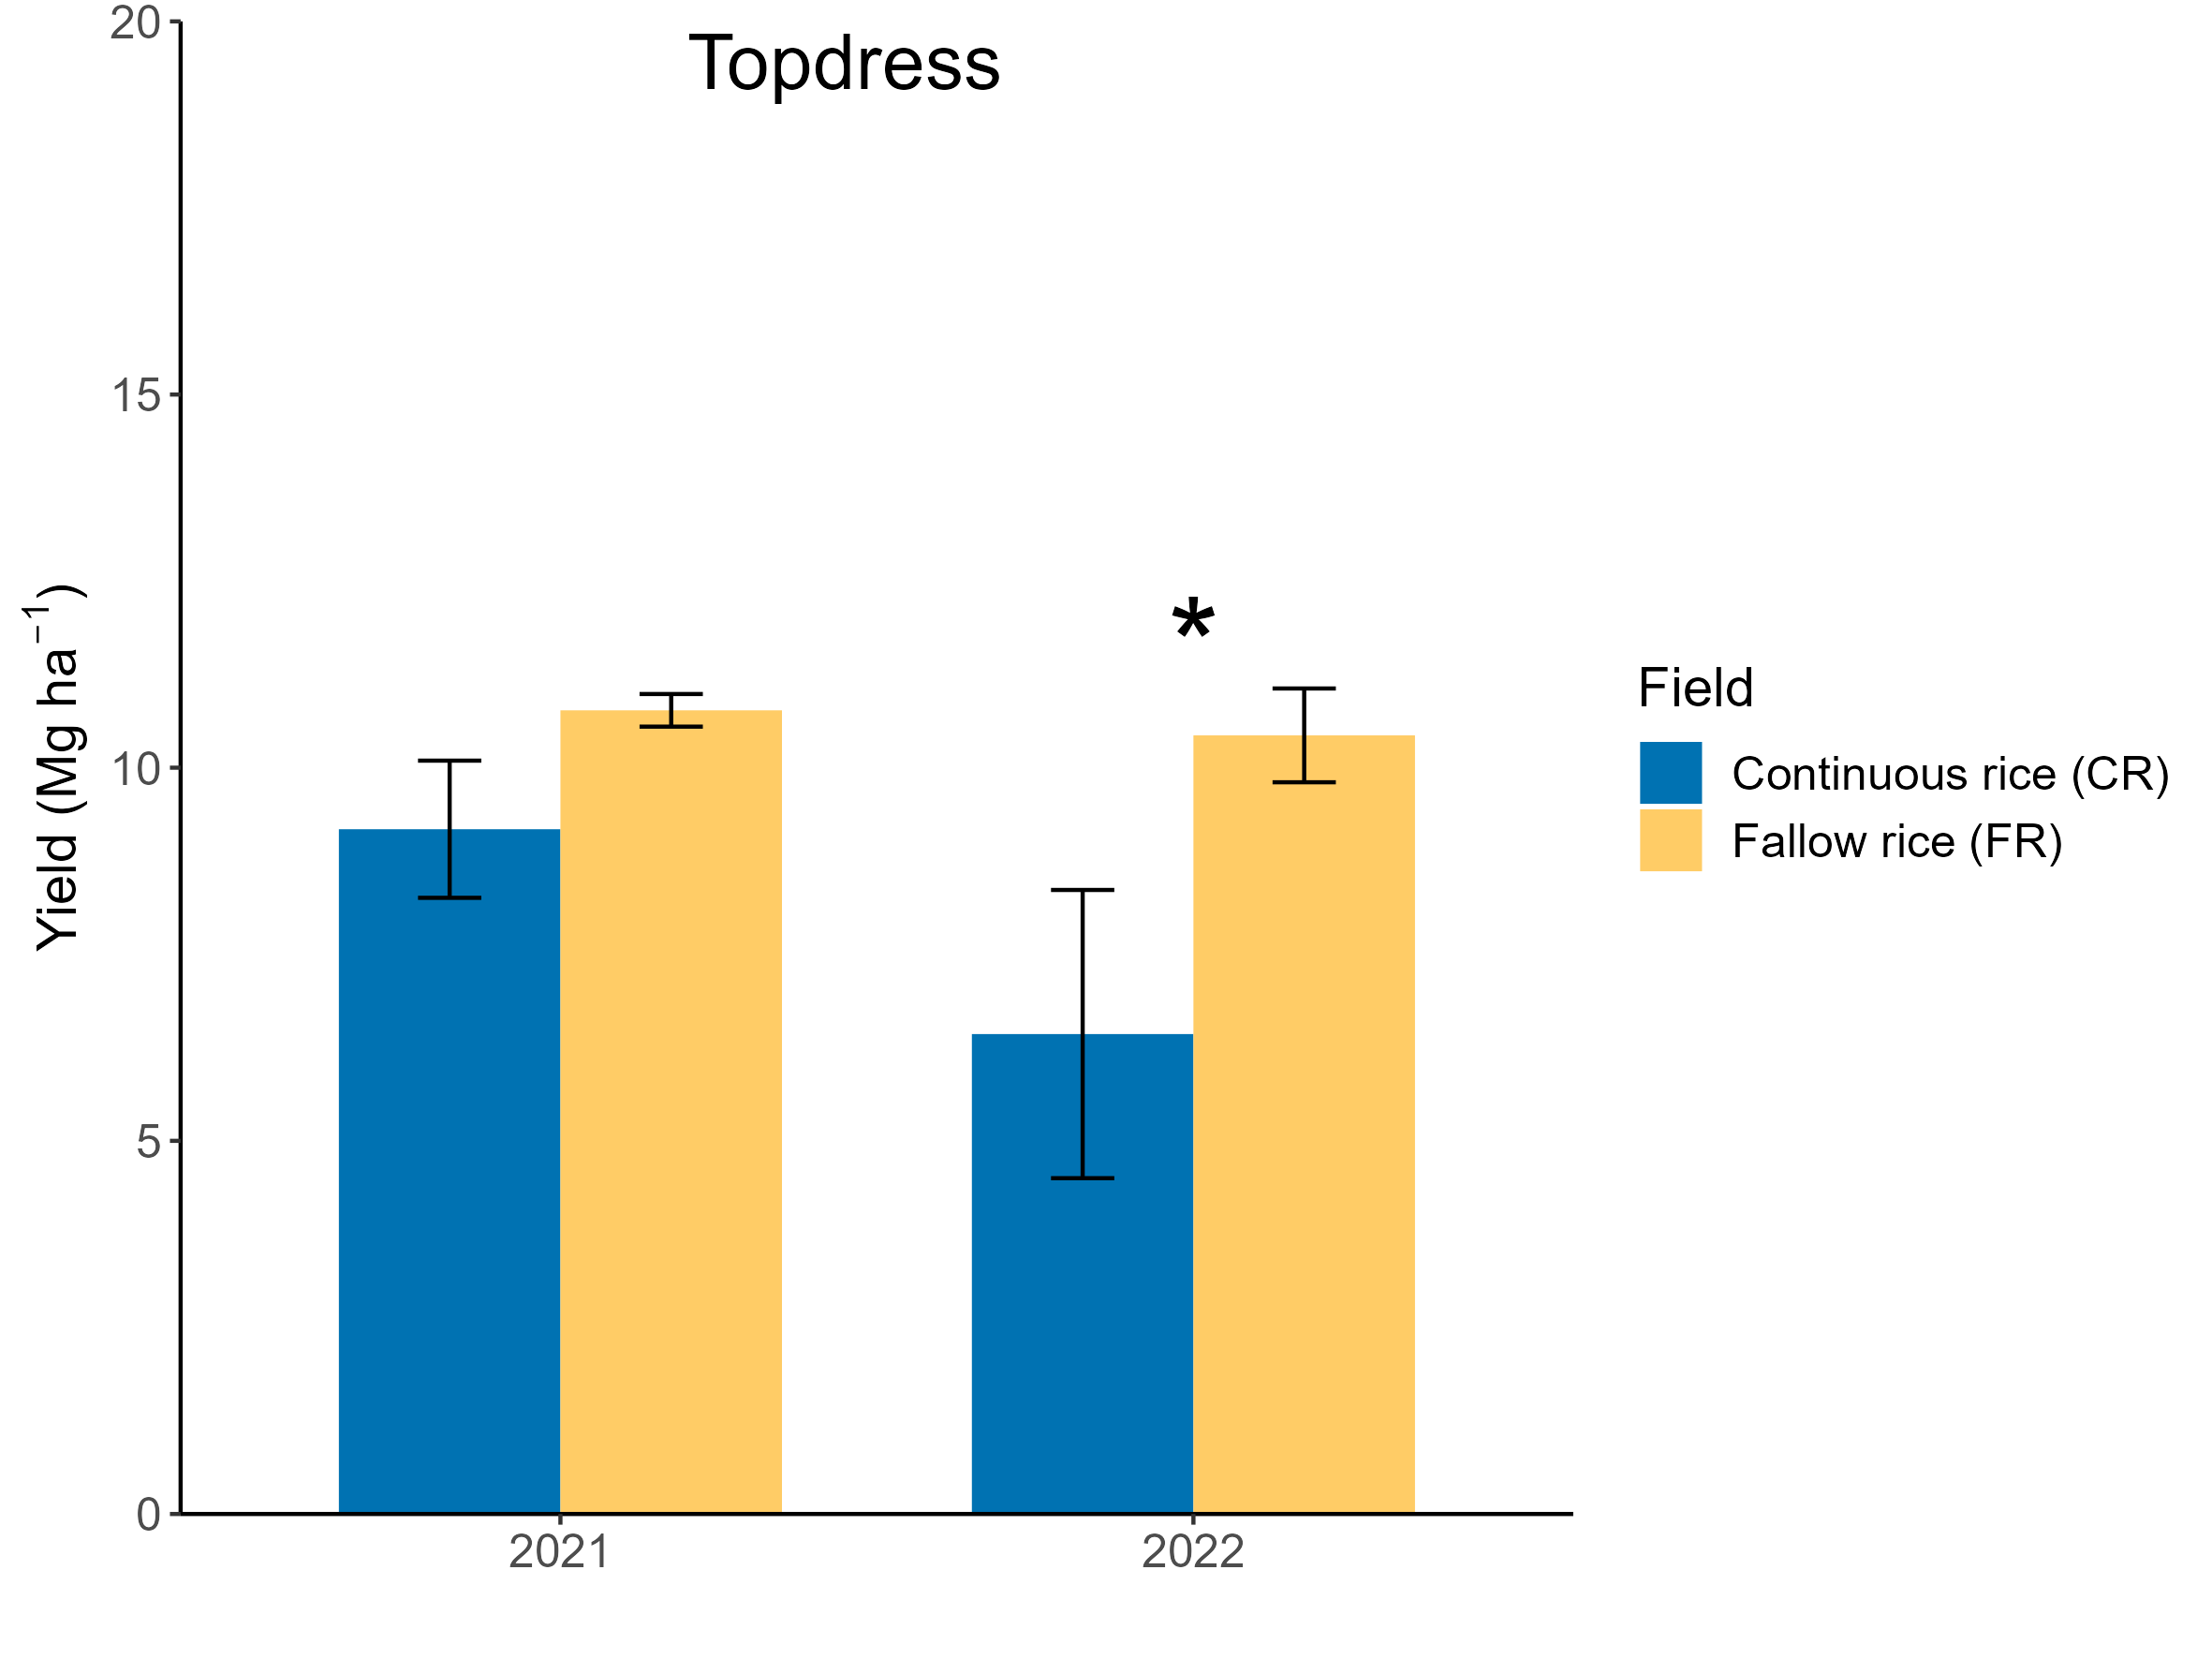 Topdress
20
15
10
5
0
Yield (Mg ha⁻¹)
*
2021
2022
Field
Continuous rice (CR)
Fallow rice (FR)